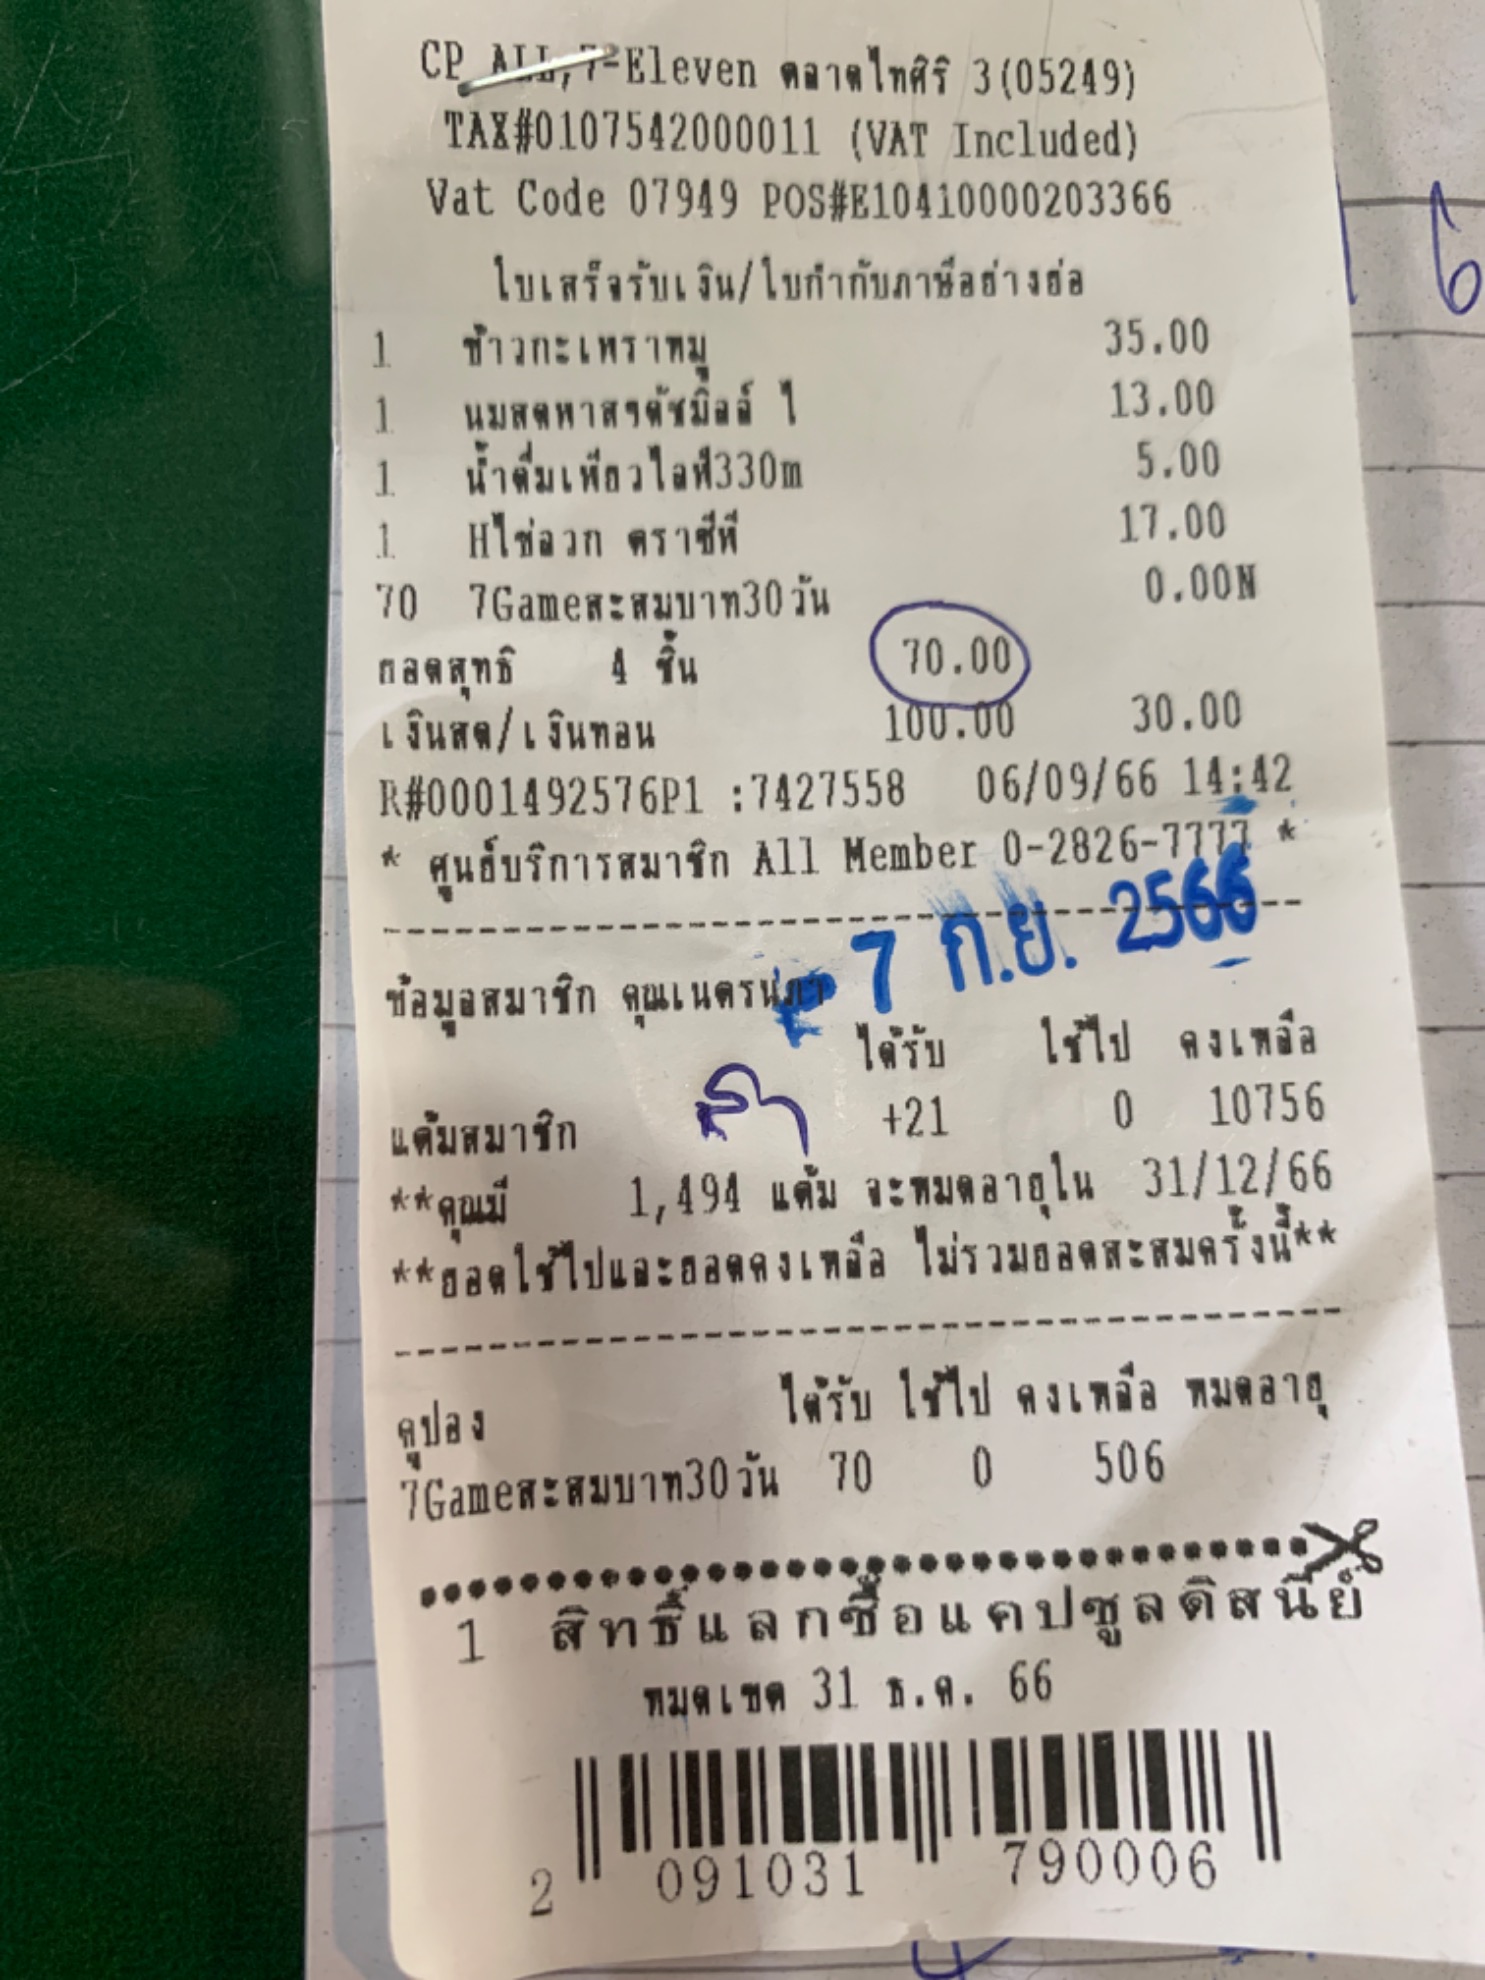 CP ALL,7-Eleven ตลาดไทศิริ 3(05249)
TAX#0107542000011 (VAT Included)
Vat Code 07949 POS#E10410000203366
ใบเสร็จรับเงิน/ใบกำกับภาษีอย่างย่อ
1 ข้าวกะเพราหมู 35.00
1 นมสดพาสฯดัชมิลล์ ไ 13.00
1 น้ำดื่มเพียวไลฟ์330m 5.00
1 Hไข่ลวก ตราซีพี 17.00
70 7Gameสะสมบาท30วัน 0.00N
ยอดสุทธิ 4 ชิ้น 70.00
เงินสด/เงินทอน 100.00 30.00
R#0001492576P1 :7427558 06/09/66 14:42
* ศูนย์บริการสมาชิก All Member 0-2826-7777 *
-7 ก.ย. 2566
ข้อมูลสมาชิก คุณเนตรนภา
ได้รับ ใช้ไป คงเหลือ
แต้มสมาชิก +21 0 10756
**คุณมี 1,494 แต้ม จะหมดอายุใน 31/12/66
**ยอดใช้ไปและยอดคงเหลือ ไม่รวมยอดสะสมครั้งนี้**
คูปอง ได้รับ ใช้ไป คงเหลือ หมดอายุ
7Gameสะสมบาท30วัน 70 0 506
1 สิทธิ์แลกซื้อแคปซูลดิสนีย์
หมดเขต 31 ธ.ค. 66
2 091031 790006